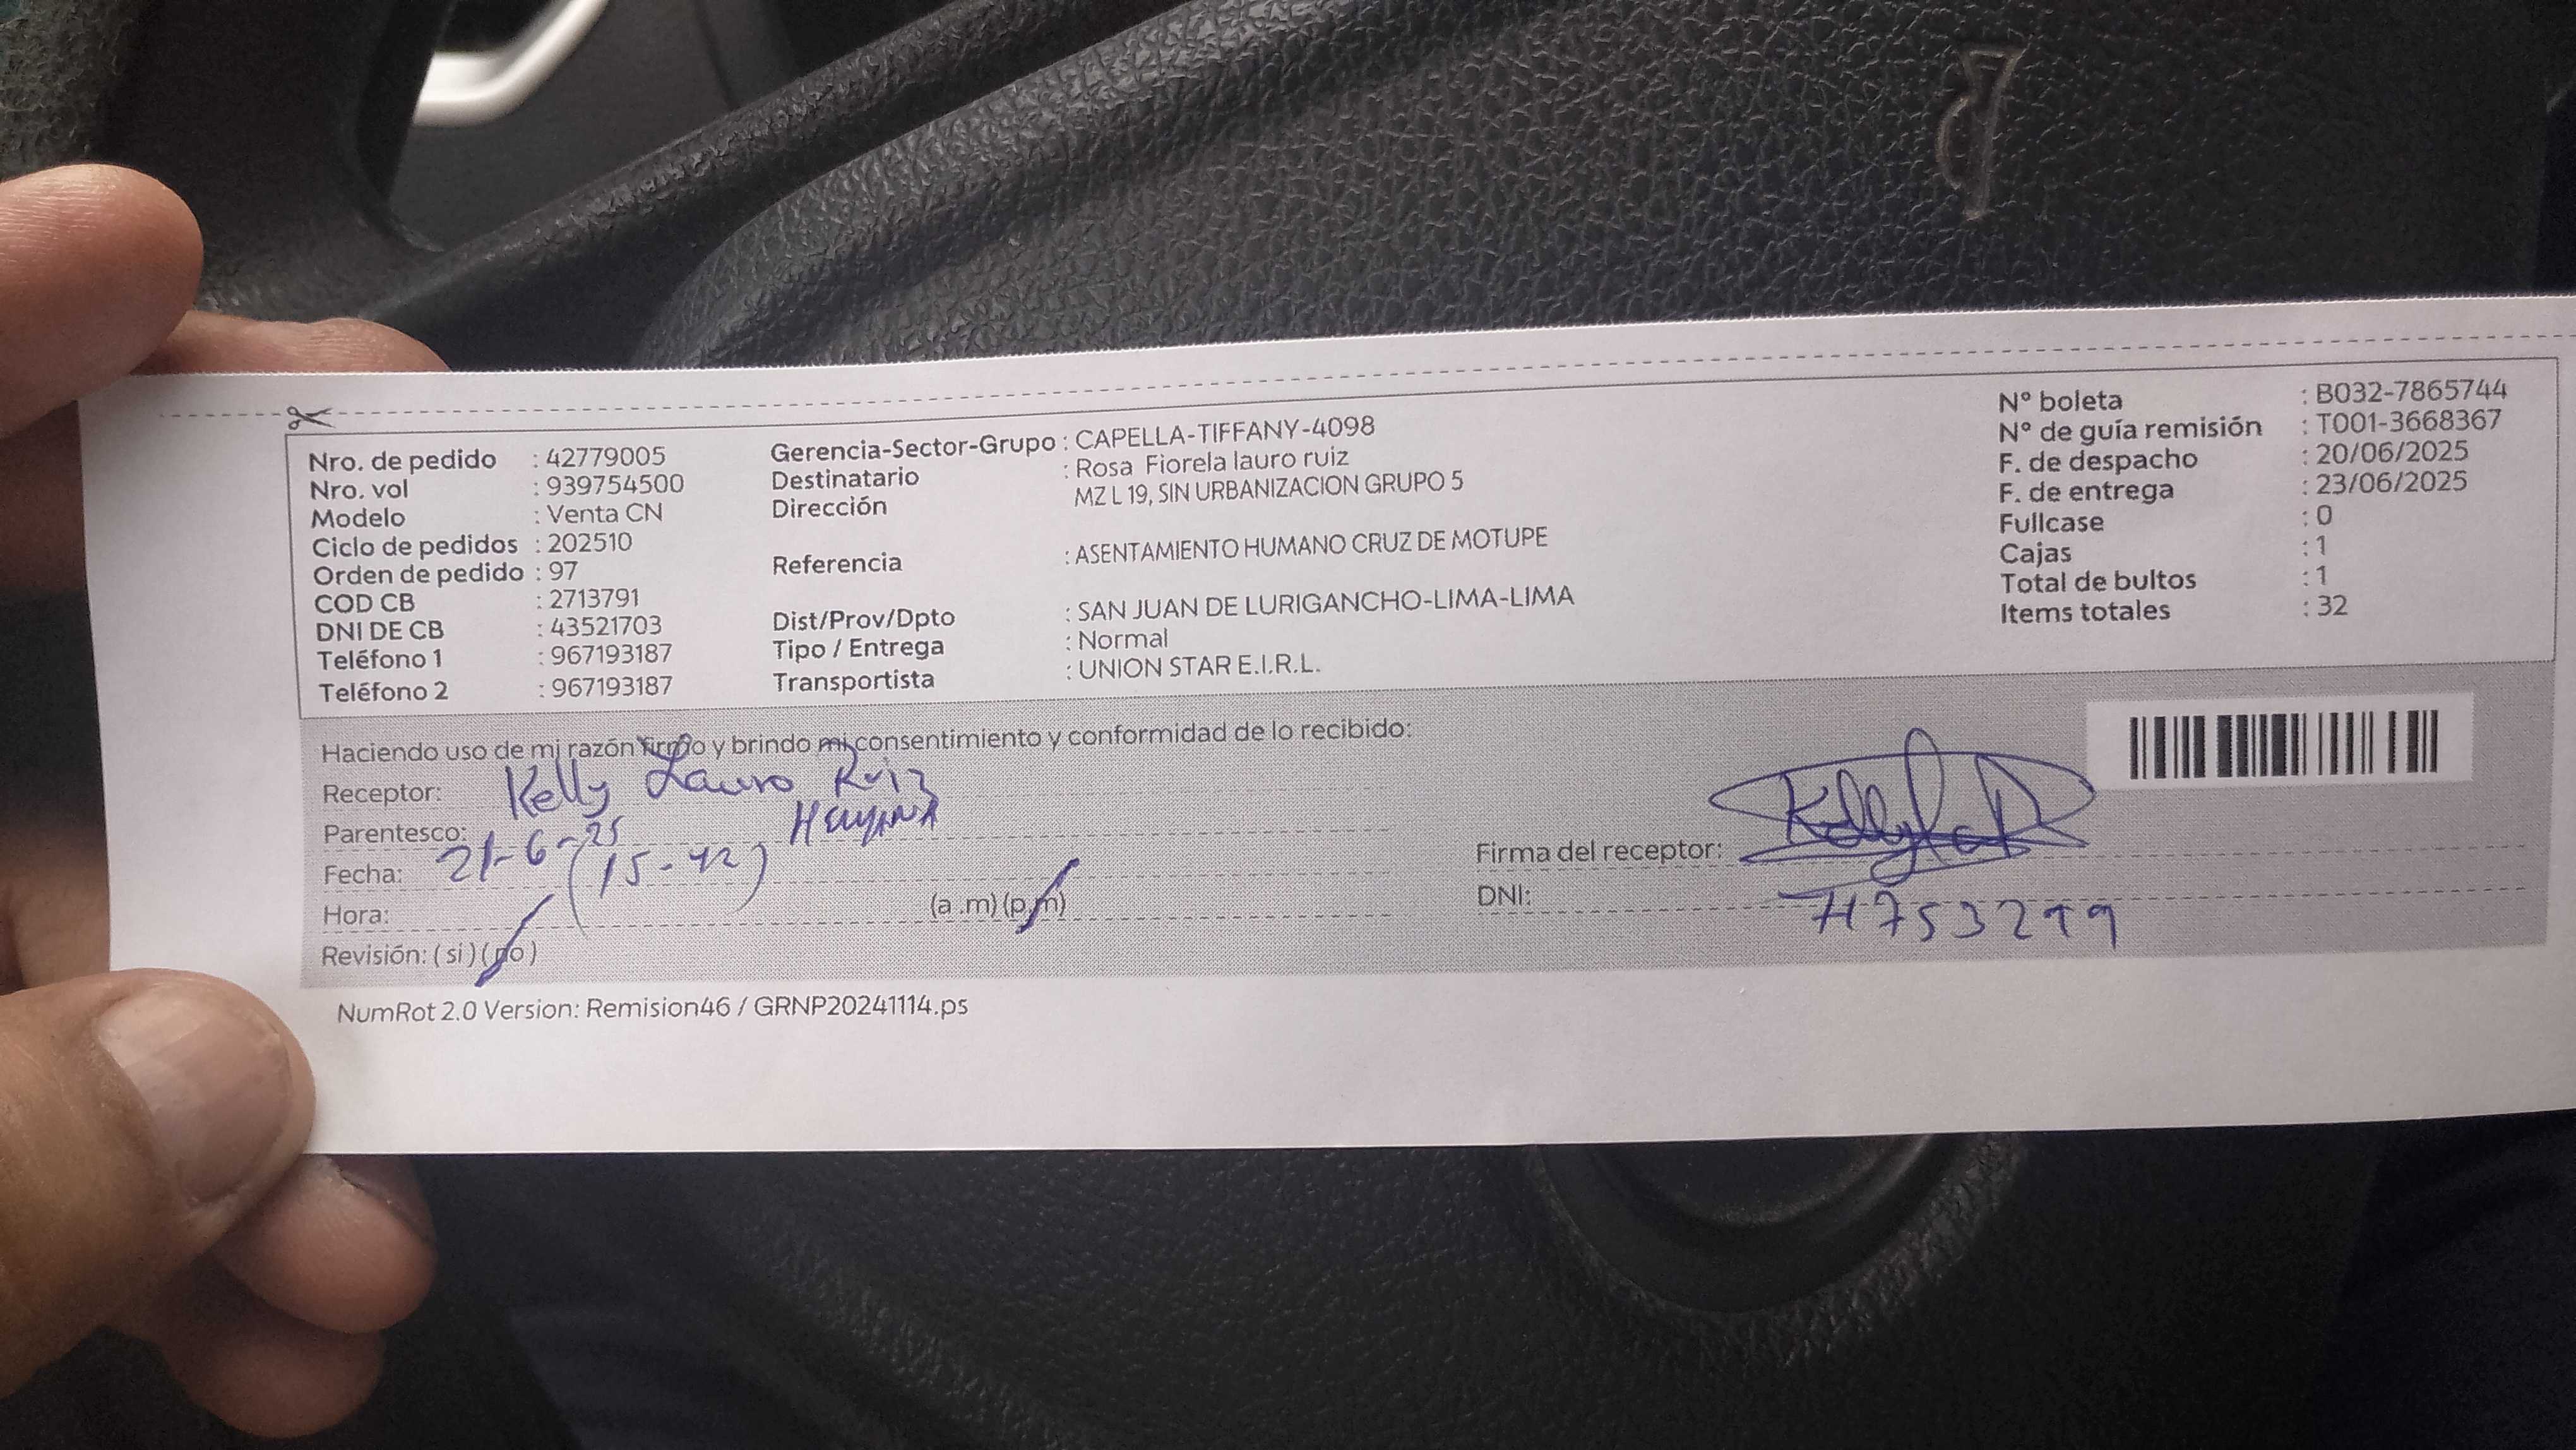 Nro. de pedido : 42779005
Nro. vol : 939754500
Modelo : Venta CN
Ciclo de pedidos : 202510
Orden de pedido : 97
COD CB : 2713791
DNI DE CB : 43521703
Teléfono 1 : 967193187
Teléfono 2 : 967193187
Gerencia-Sector-Grupo : CAPELLA-TIFFANY-4098
Destinatario : Rosa Fiorela lauro ruiz
Dirección MZ L 19, SIN URBANIZACION GRUPO 5
Referencia : ASENTAMIENTO HUMANO CRUZ DE MOTUPE
Dist/Prov/Dpto : SAN JUAN DE LURIGANCHO-LIMA-LIMA
Tipo / Entrega : Normal
Transportista : UNION STAR E.I.R.L.
N° boleta : B032-7865744
N° de guía remisión : T001-3668367
F. de despacho : 20/06/2025
F. de entrega : 23/06/2025
Fullcase : 0
Cajas : 1
Total de bultos : 1
Items totales : 32
Haciendo uso de mi razón firmo y brindo mi consentimiento y conformidad de lo recibido:
Receptor: Kelly Lauro Ruiz
Parentesco: HERMANA
Fecha: 21-6-25
Hora: (15-42) (a .m) (p.m)
Revisión: ( si ) ( no )
Firma del receptor:
DNI:
NumRot 2.0 Version: Remision46 / GRNP20241114.ps